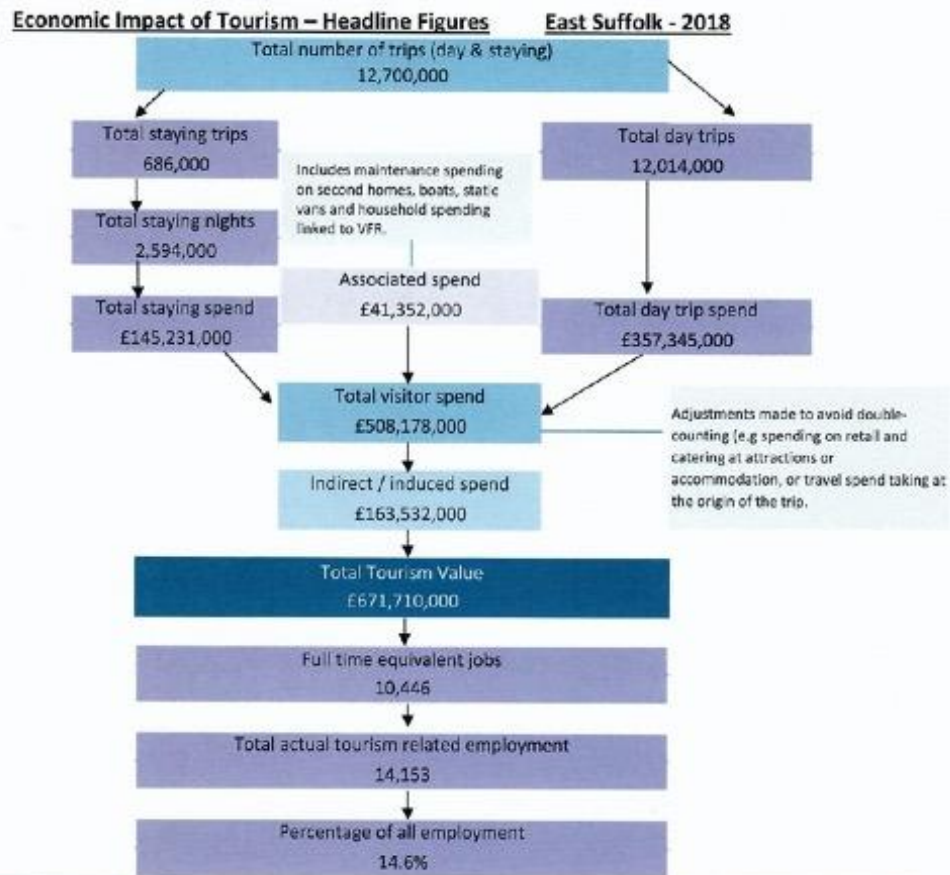 Economic Impact of Tourism – Headline Figures East Suffolk - 2018
Total number of trips (day & staying)
12,700,000
Total staying trips
686,000
Total day trips
12,014,000
Includes maintenance spending
on second homes, boats, static
vans and household spending
linked to VFR.
Total staying nights
2,594,000
Associated spend
£41,352,000
Total staying spend
£145,231,000
Total day trip spend
£357,345,000
Total visitor spend
£508,178,000
Adjustments made to avoid double-
counting (e.g spending on retail and
catering at attractions or
accommodation, or travel spend taking at
the origin of the trip.
Indirect / induced spend
£163,532,000
Total Tourism Value
£671,710,000
Full time equivalent jobs
10,446
Total actual tourism related employment
14,153
Percentage of all employment
14.6%